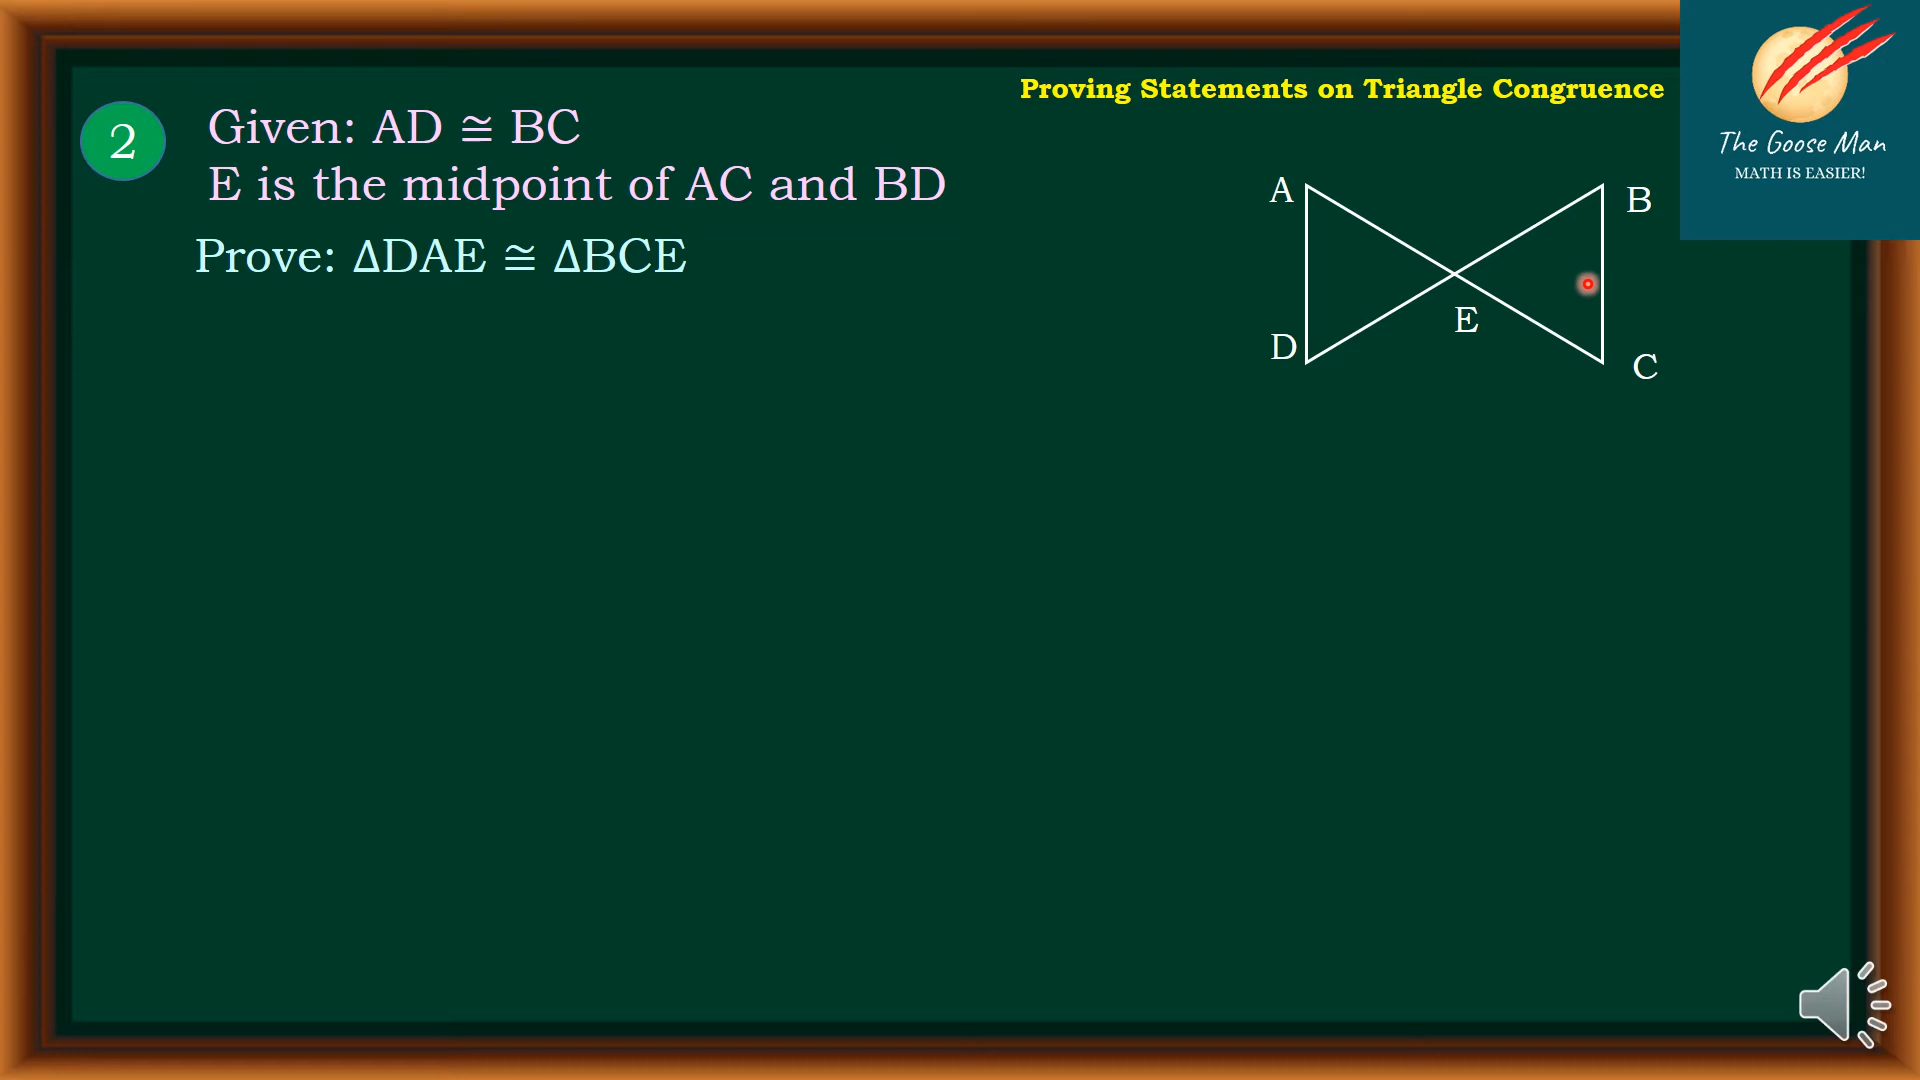 Proving Statements on Triangle Congruence
2
Given: AD ≅ BC
E is the midpoint of AC and BD
Prove: ΔDAE ≅ ΔBCE
A
B
E
D
C
The Goose Man
MATH IS EASIER!